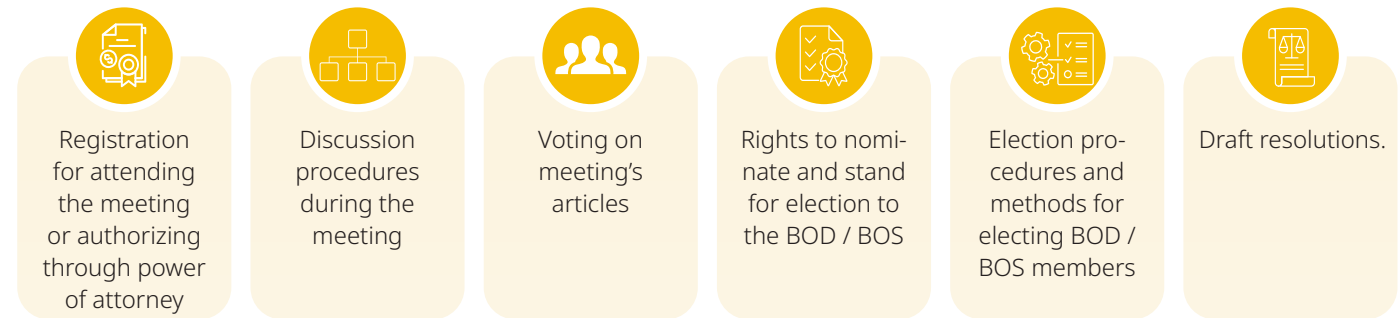 Registration
for attending
the meeting
or authorizing
through power
of attorney
Discussion
procedures
during the
meeting
Voting on
meeting’s
articles
Rights to nomi-
nate and stand
for election to
the BOD / BOS
Election pro-
cedures and
methods for
electing BOD /
BOS members
Draft resolutions.